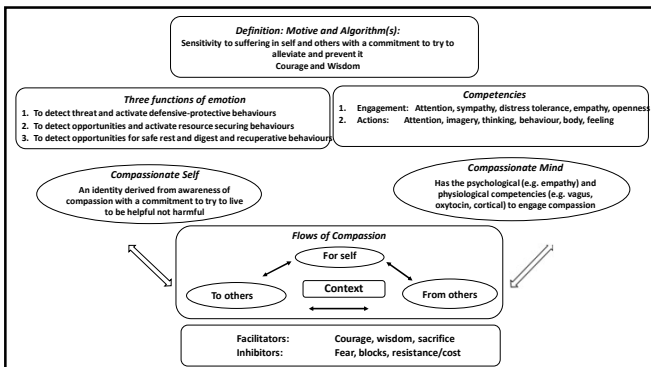 Definition: Motive and Algorithm(s):
Sensitivity to suffering in self and others with a commitment to try to
alleviate and prevent it
Courage and Wisdom
Three functions of emotion
1. To detect threat and activate defensive-protective behaviours
2. To detect opportunities and activate resource securing behaviours
3. To detect opportunities for safe rest and digest and recuperative behaviours
Competencies
1. Engagement: Attention, sympathy, distress tolerance, empathy, openness
2. Actions: Attention, imagery, thinking, behaviour, body, feeling
Compassionate Self
An identity derived from awareness of
compassion with a commitment to try to live
to be helpful not harmful
Compassionate Mind
Has the psychological (e.g. empathy) and
physiological competencies (e.g. vagus,
oxytocin, cortical) to engage compassion
Flows of Compassion
For self
To others
Context
From others
Facilitators: Courage, wisdom, sacrifice
Inhibitors: Fear, blocks, resistance/cost